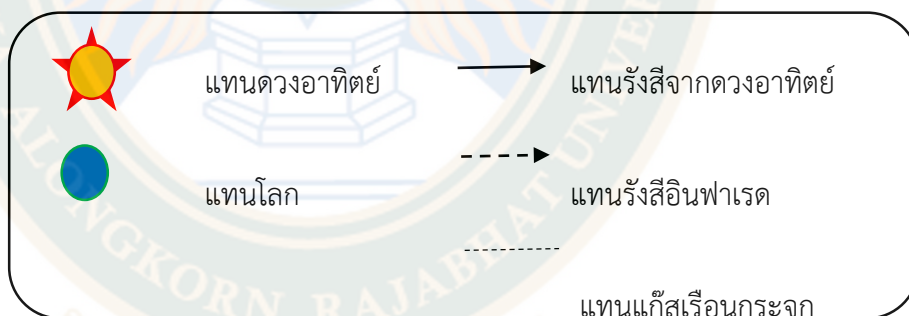 แทนดวงอาทิตย์ แทนรังสีจากดวงอาทิตย์
แทนโลก แทนรังสีอินฟาเรด
แทนแก๊สเรือนกระจก
ALONGKORN RAJABHAT UNIVER